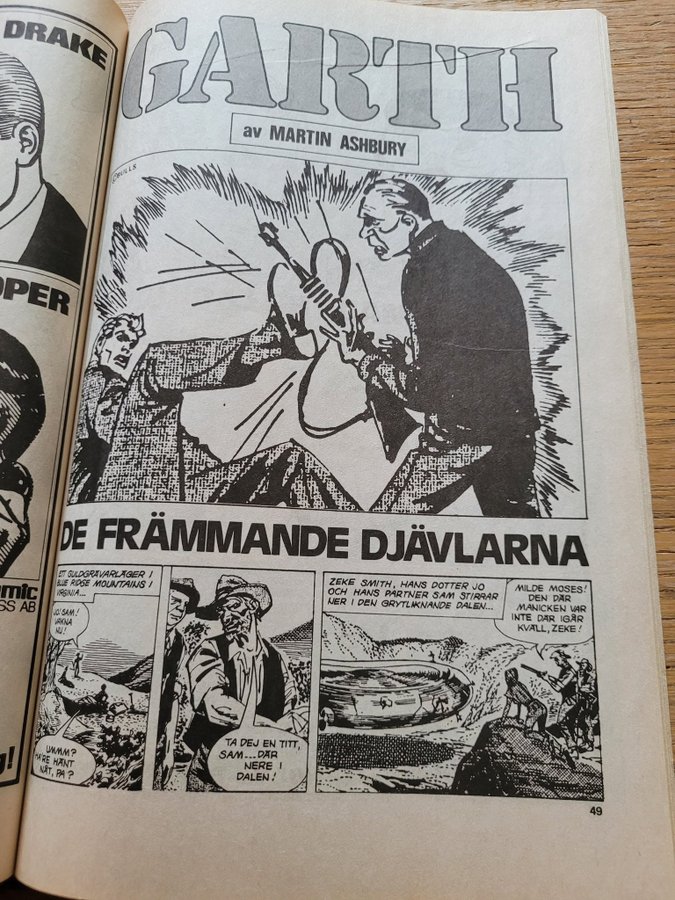 DRAKE
OPER
mic
SS AB
!
GARTH
av MARTIN ASHBURY
©BULLS
DE FRÄMMANDE DJÄVLARNA
ETT GULDGRÄVARLÄGER I
BLUE RIDGE MOUNTAINS I
VIRGINIA...
JO! SAM!
VAKNA
NU!
UMMM?
HA'RE HÄNT
NÅT, PA?
TA DEJ EN TITT,
SAM...DÄR
NERE I
DALEN!
ZEKE SMITH, HANS DOTTER JO
OCH HANS PARTNER SAM STIRRAR
NER I DEN GRYTLIKNANDE DALEN...
MILDE MOSES!
DEN DÄR
MANICKEN VAR
INTE DÄR IGÅR
KVÄLL, ZEKE!
49